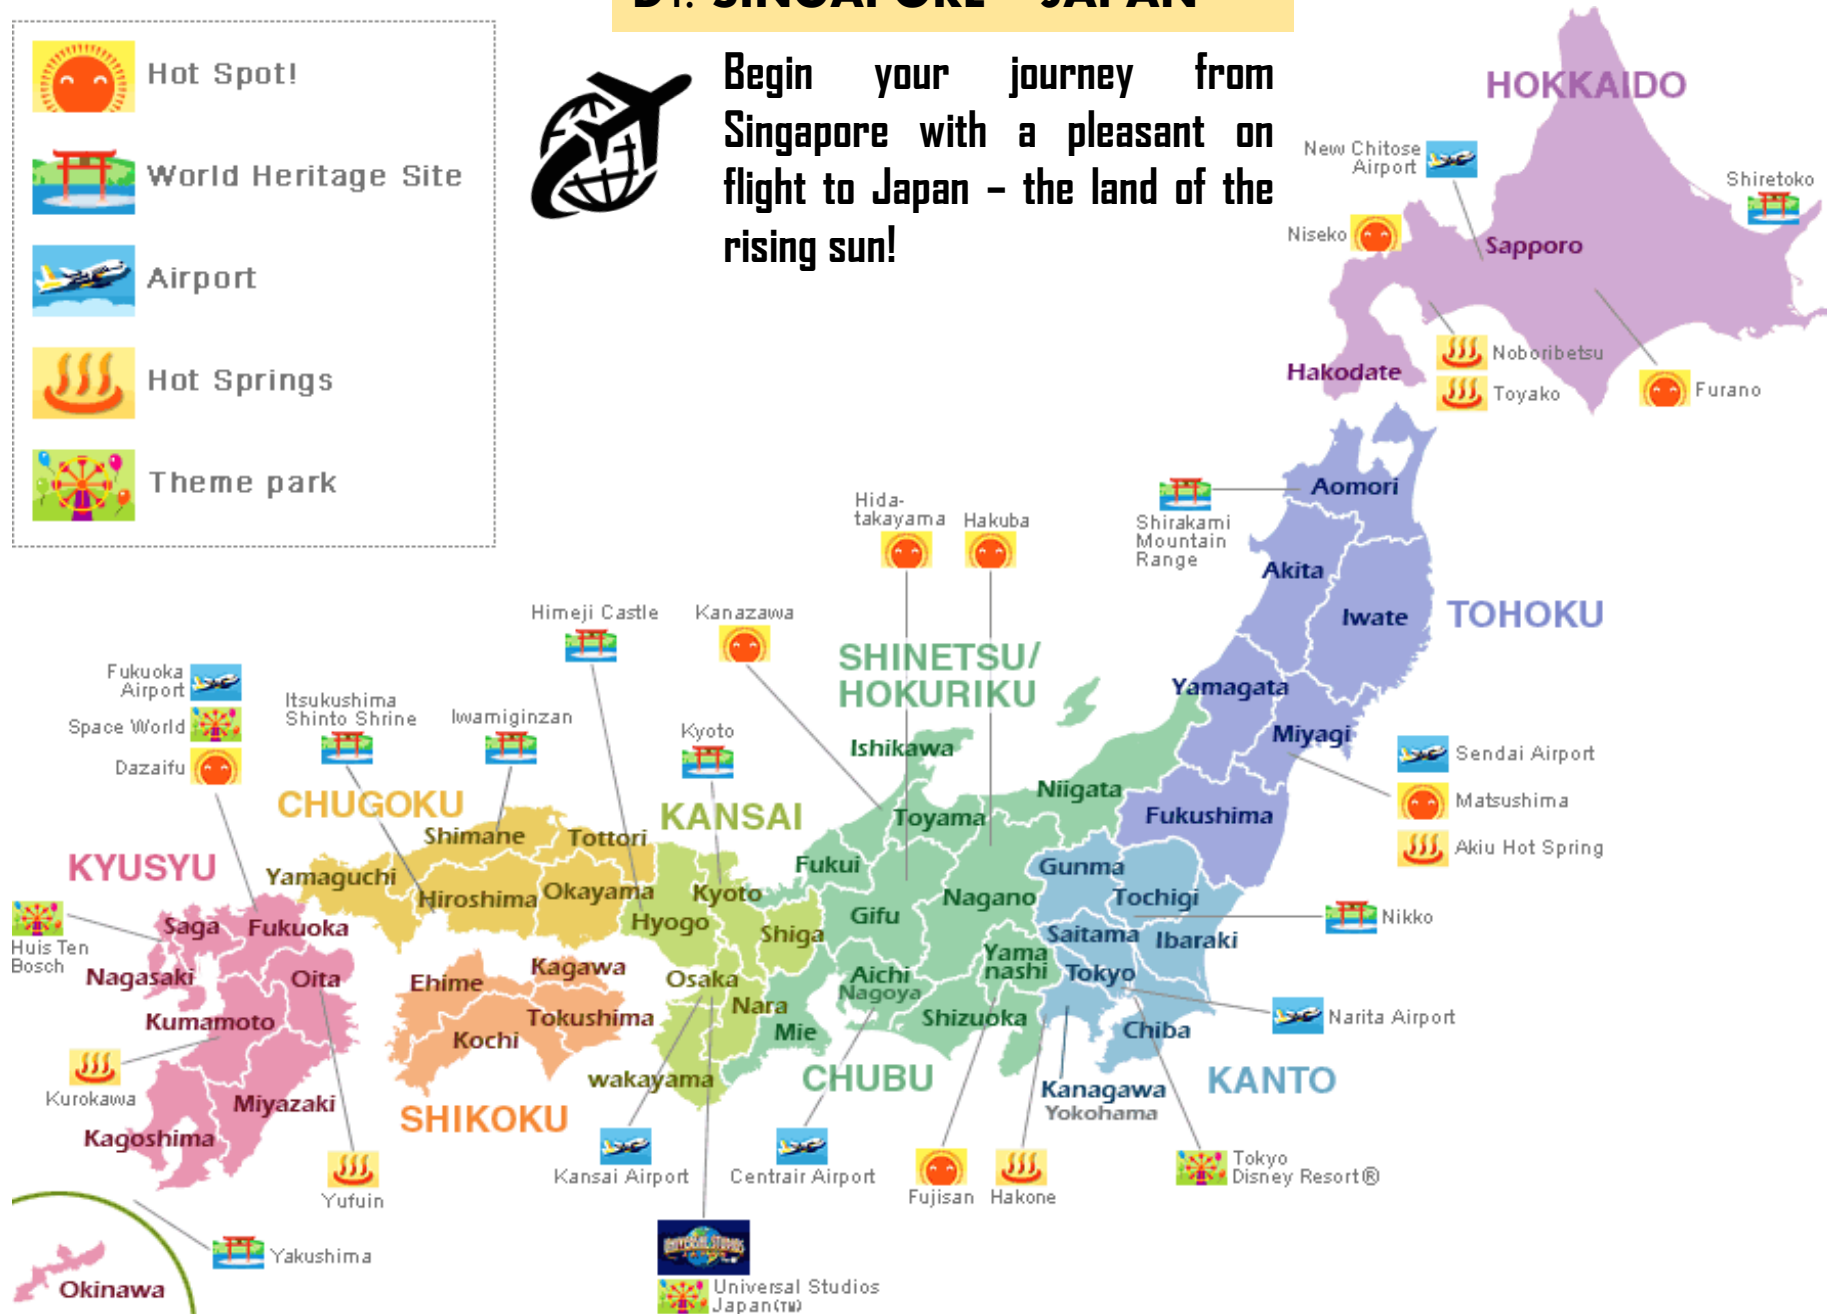 D1: SINGAPORE - JAPAN
Begin your journey from
Singapore with a pleasant on
flight to Japan – the land of the
rising sun!
Hot Spot!
World Heritage Site
Airport
Hot Springs
Theme park
HOKKAIDO
New Chitose
Airport
Shiretoko
Niseko
Sapporo
Hakodate
Noboribetsu
Toyako
Furano
Aomori
Shirakami
Mountain
Range
Akita
Iwate
TOHOKU
Yamagata
Miyagi
Sendai Airport
Matsushima
Akiu Hot Spring
Fukushima
Hida-
takayama
Hakuba
Himeji Castle
Kanazawa
SHINETSU/
HOKURIKU
Ishikawa
Niigata
Toyama
Fukui
Nagano
Gifu
Fukuoka
Airport
Space World
Dazaifu
Itsukushima
Shinto Shrine
Iwamiginzan
Kyoto
CHUGOKU
Shimane
Tottori
KANSAI
Yamaguchi
Hiroshima
Okayama
Kyoto
Hyogo
Shiga
KYUSYU
Saga
Fukuoka
Huis Ten
Bosch
Nagasaki
Oita
Kumamoto
Kurokawa
Miyazaki
Kagoshima
Yufuin
Yakushima
Okinawa
Ehime
Kagawa
Tokushima
Kochi
SHIKOKU
Osaka
Nara
Mie
wakayama
Kansai Airport
UNIVERSAL STUDIOS
Universal Studios
Japan(TM)
Aichi
Nagoya
Shizuoka
Yama
nashi
CHUBU
Centrair Airport
Fujisan
Hakone
Gunma
Tochigi
Nikko
Saitama
Ibaraki
Tokyo
Narita Airport
Chiba
KANTO
Kanagawa
Yokohama
Tokyo
Disney Resort®